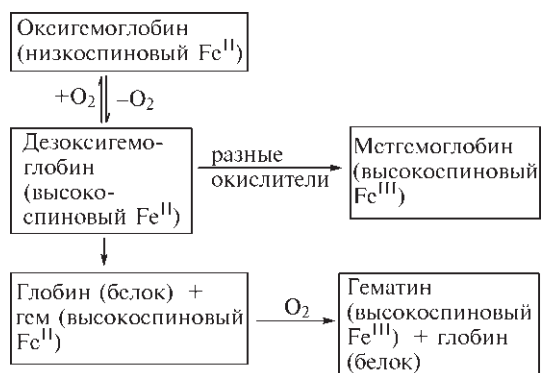 Оксигемоглобин
(низкоспиновый Fe^II)
+O₂ −O₂
Дезоксигемо-
глобин
(высоко-
спиновый Fe^II)
разные
окислители
Метгемоглобин
(высокоспиновый
Fe^III)
Глобин (белок) +
гем (высокоспиновый
Fe^II)
O₂
Гематин
(высокоспиновый
Fe^III) + глобин
(белок)